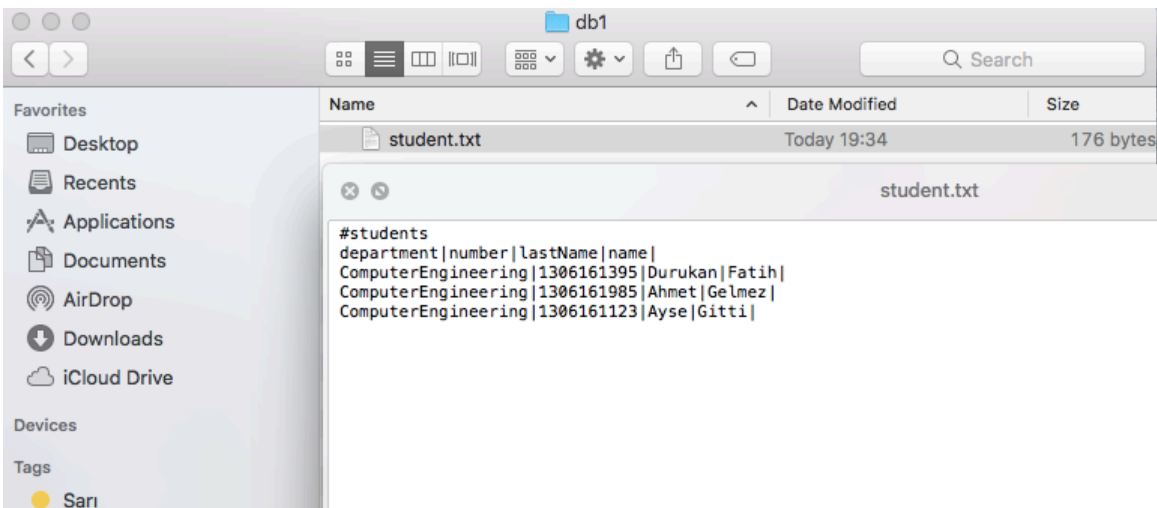 db1
Search
Favorites
Desktop
Recents
Applications
Documents
AirDrop
Downloads
iCloud Drive
Devices
Tags
Sarı
Name Date Modified Size
student.txt Today 19:34 176 bytes
student.txt
#students
department|number|lastName|name|
ComputerEngineering|1306161395|Durukan|Fatih|
ComputerEngineering|1306161985|Ahmet|Gelmez|
ComputerEngineering|1306161123|Ayse|Gitti|